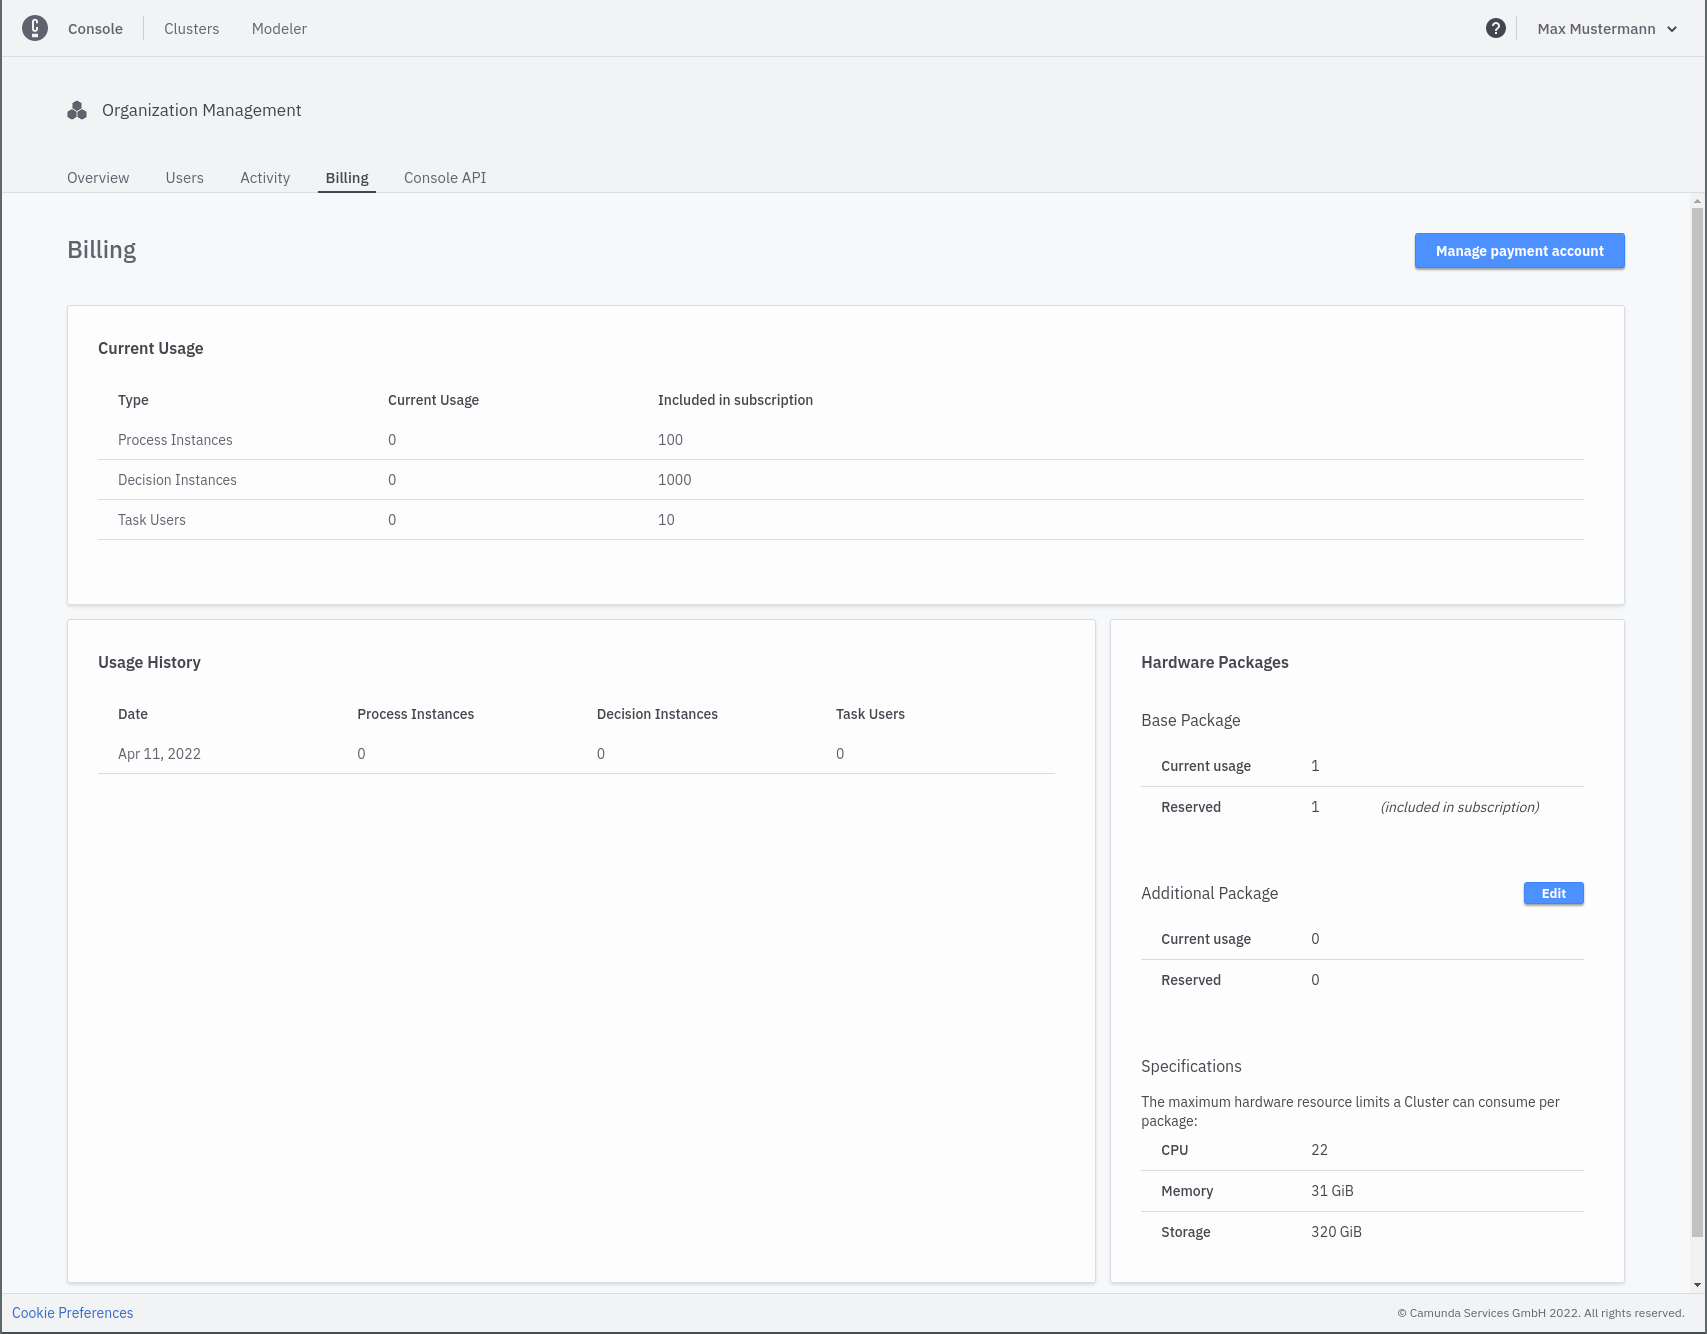 Console Clusters Modeler ? Max Mustermann
Organization Management
Overview Users Activity Billing Console API
Billing
Manage payment account
Current Usage
Type Current Usage Included in subscription
Process Instances 0 100
Decision Instances 0 1000
Task Users 0 10
Usage History
Date Process Instances Decision Instances Task Users
Apr 11, 2022 0 0 0
Hardware Packages
Base Package
Current usage 1
Reserved 1 (included in subscription)
Additional Package Edit
Current usage 0
Reserved 0
Specifications
The maximum hardware resource limits a Cluster can consume per
package:
CPU 22
Memory 31 GiB
Storage 320 GiB
Cookie Preferences © Camunda Services GmbH 2022. All rights reserved.